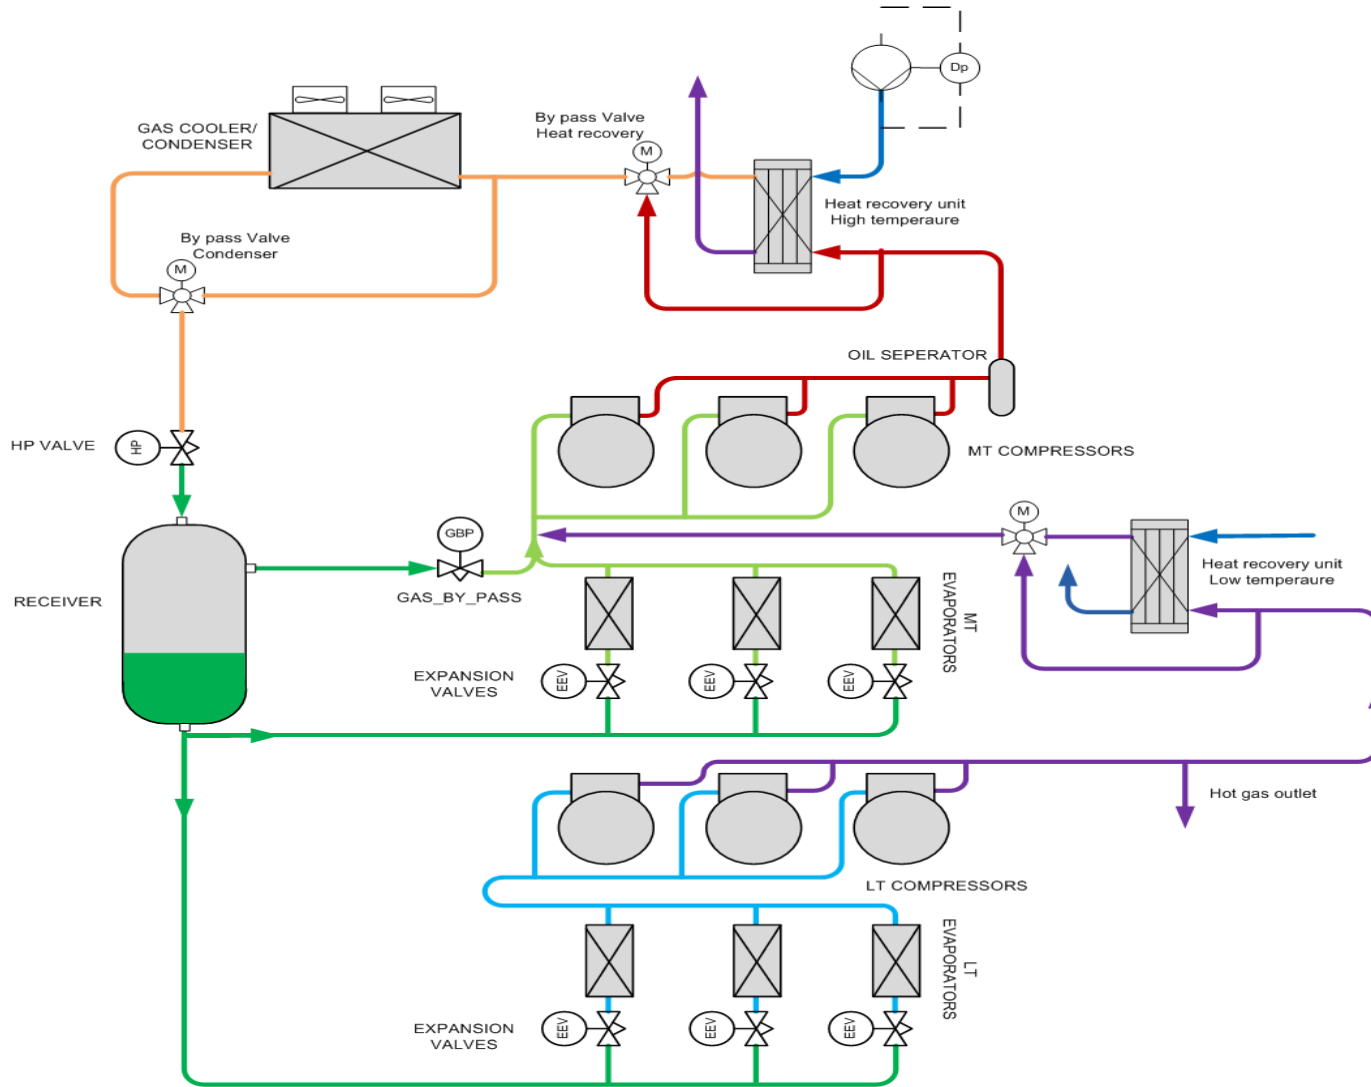 Dp
By pass Valve
Heat recovery
M
GAS COOLER/
CONDENSER
Heat recovery unit
High temperaure
By pass Valve
Condenser
M
OIL SEPERATOR
HP VALVE
HP
MT COMPRESSORS
M
GBP
GAS_BY_PASS
Heat recovery unit
Low temperaure
RECEIVER
MT
EVAPORATORS
EXPANSION
VALVES
EEV
EEV
EEV
Hot gas outlet
LT COMPRESSORS
LT
EVAPORATORS
EXPANSION
VALVES
EEV
EEV
EEV